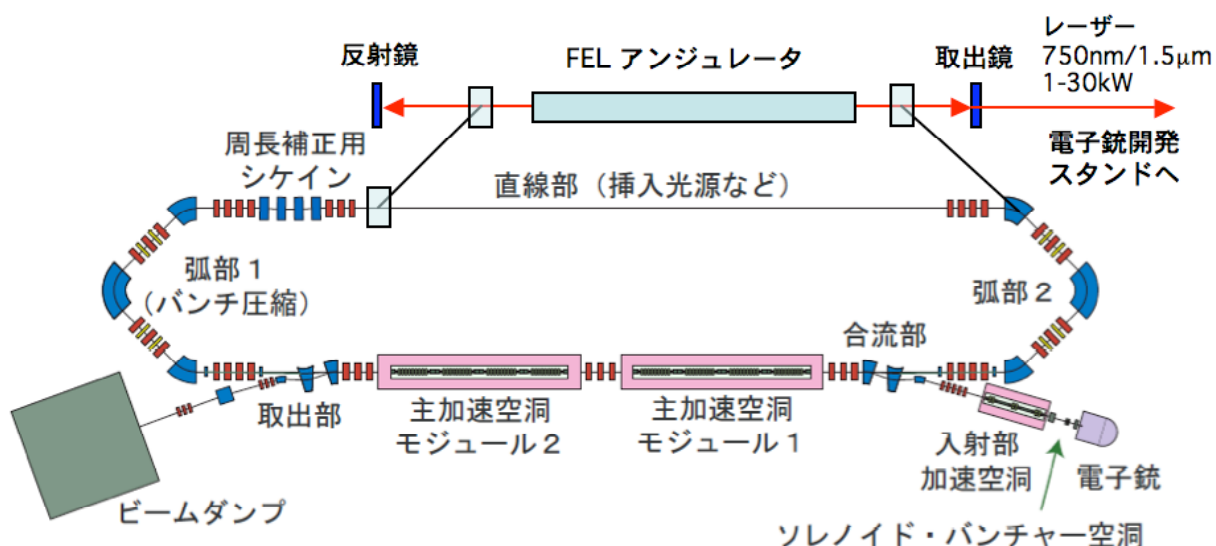 レーザー
750nm/1.5μm
1-30kW
反射鏡
FEL アンジュレータ
取出鏡
電子銃開発
スタンドへ
周長補正用
シケイン
直線部（挿入光源など）
弧部１
（バンチ圧縮）
弧部２
合流部
取出部
主加速空洞
モジュール２
主加速空洞
モジュール１
入射部
加速空洞
電子銃
ビームダンプ
ソレノイド・バンチャー空洞